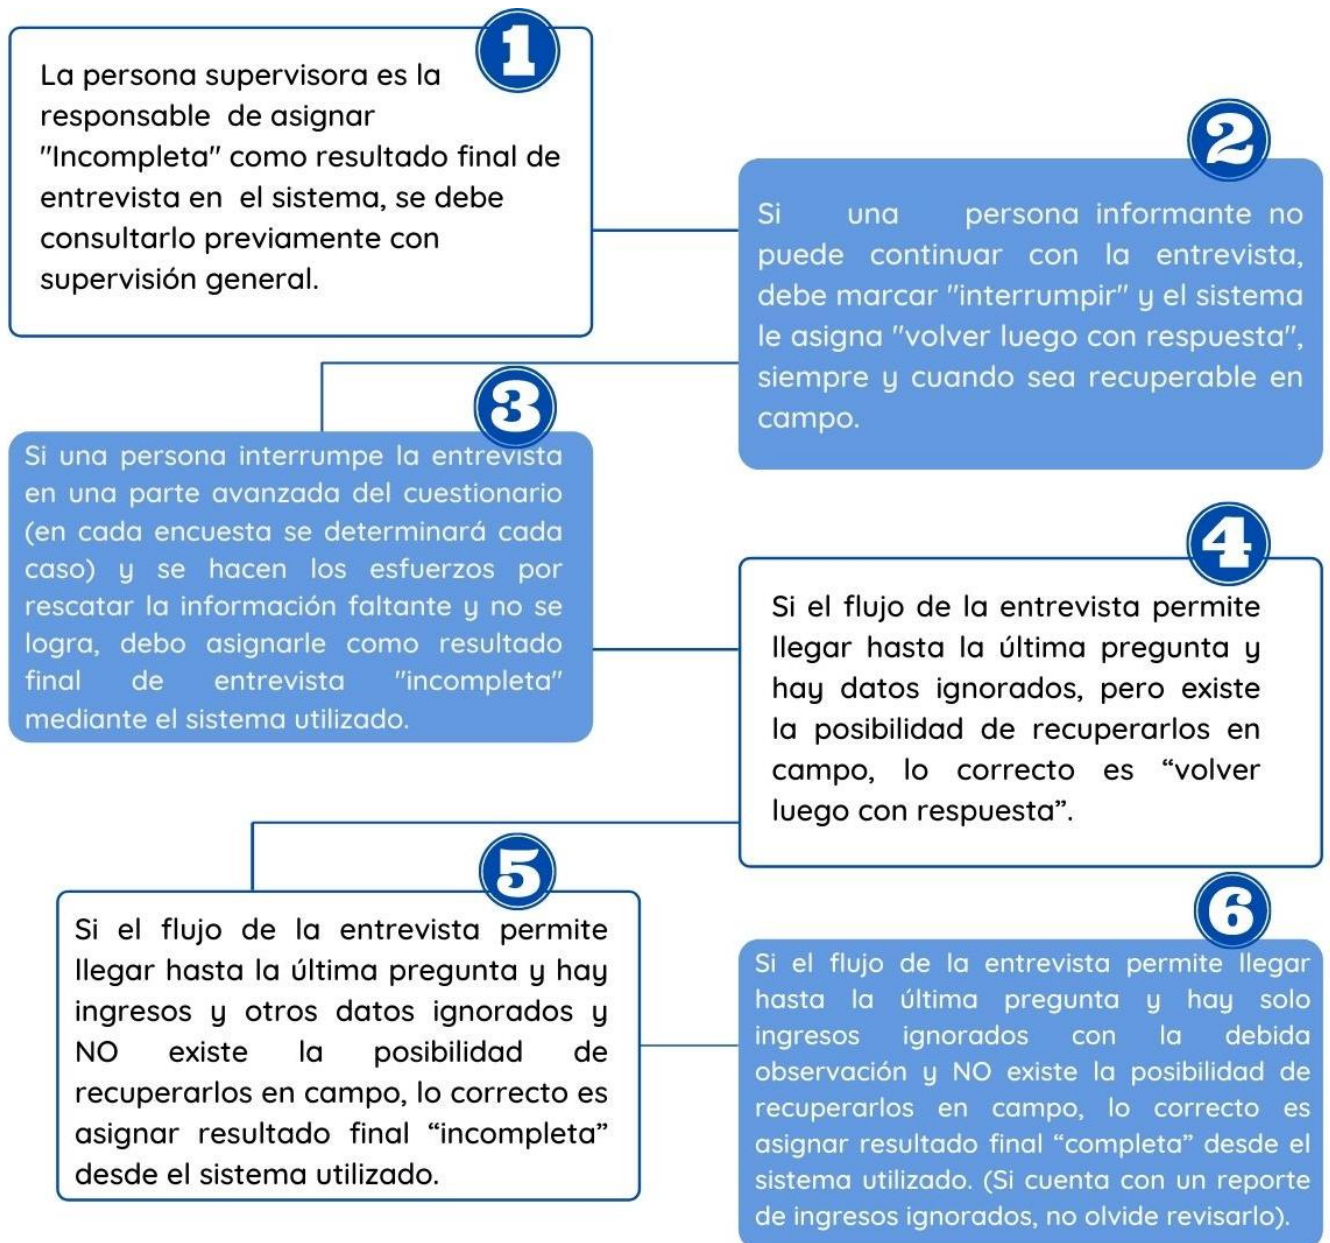 1
La persona supervisora es la
responsable de asignar
"Incompleta" como resultado final de
entrevista en el sistema, se debe
consultarlo previamente con
supervisión general.
2
Si una persona informante no
puede continuar con la entrevista,
debe marcar "interrumpir" y el sistema
le asigna "volver luego con respuesta",
siempre y cuando sea recuperable en
campo.
3
Si una persona interrumpe la entrevista
en una parte avanzada del cuestionario
(en cada encuesta se determinará cada
caso) y se hacen los esfuerzos por
rescatar la información faltante y no se
logra, debo asignarle como resultado
final de entrevista "incompleta"
mediante el sistema utilizado.
4
Si el flujo de la entrevista permite
llegar hasta la última pregunta y
hay datos ignorados, pero existe
la posibilidad de recuperarlos en
campo, lo correcto es “volver
luego con respuesta”.
5
Si el flujo de la entrevista permite
llegar hasta la última pregunta y hay
ingresos y otros datos ignorados y
NO existe la posibilidad de
recuperarlos en campo, lo correcto es
asignar resultado final “incompleta”
desde el sistema utilizado.
6
Si el flujo de la entrevista permite llegar
hasta la última pregunta y hay solo
ingresos ignorados con la debida
observación y NO existe la posibilidad de
recuperarlos en campo, lo correcto es
asignar resultado final “completa” desde el
sistema utilizado. (Si cuenta con un reporte
de ingresos ignorados, no olvide revisarlo).